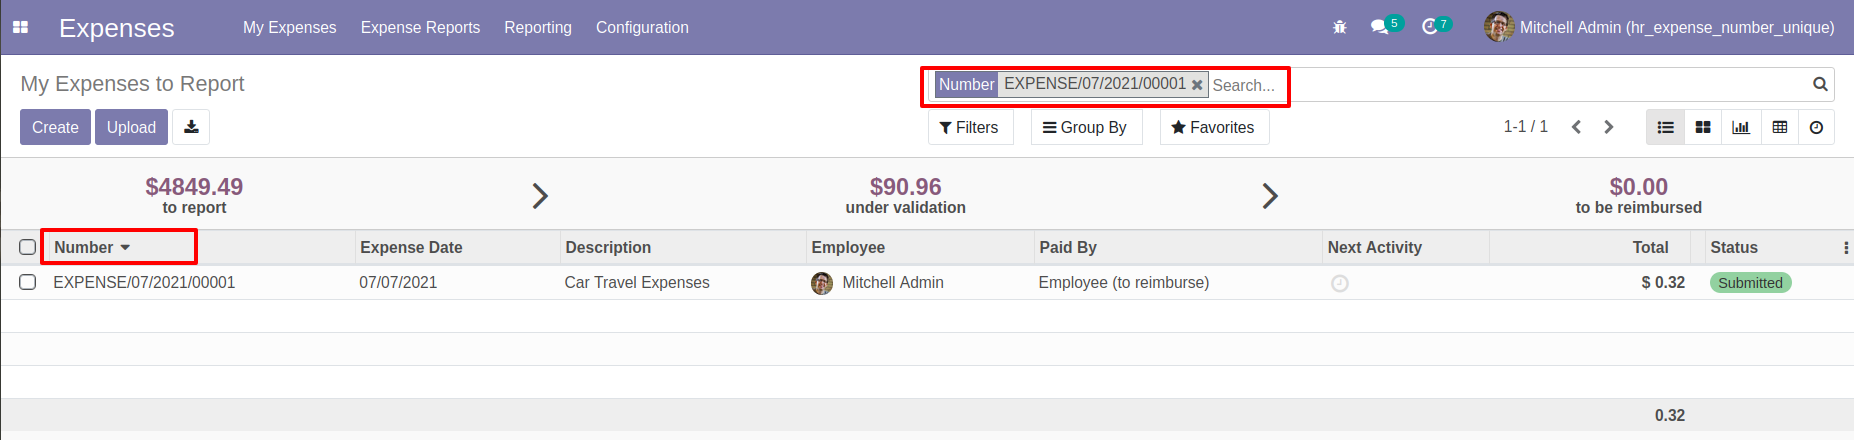 Expenses My Expenses Expense Reports Reporting Configuration 5 7 Mitchell Admin (hr_expense_number_unique)
My Expenses to Report Number EXPENSE/07/2021/00001 Search...
Create Upload Filters Group By Favorites 1-1 / 1
$4849.49 $90.96 $0.00
to report under validation to be reimbursed
Number Expense Date Description Employee Paid By Next Activity Total Status
EXPENSE/07/2021/00001 07/07/2021 Car Travel Expenses Mitchell Admin Employee (to reimburse) $ 0.32 Submitted
0.32